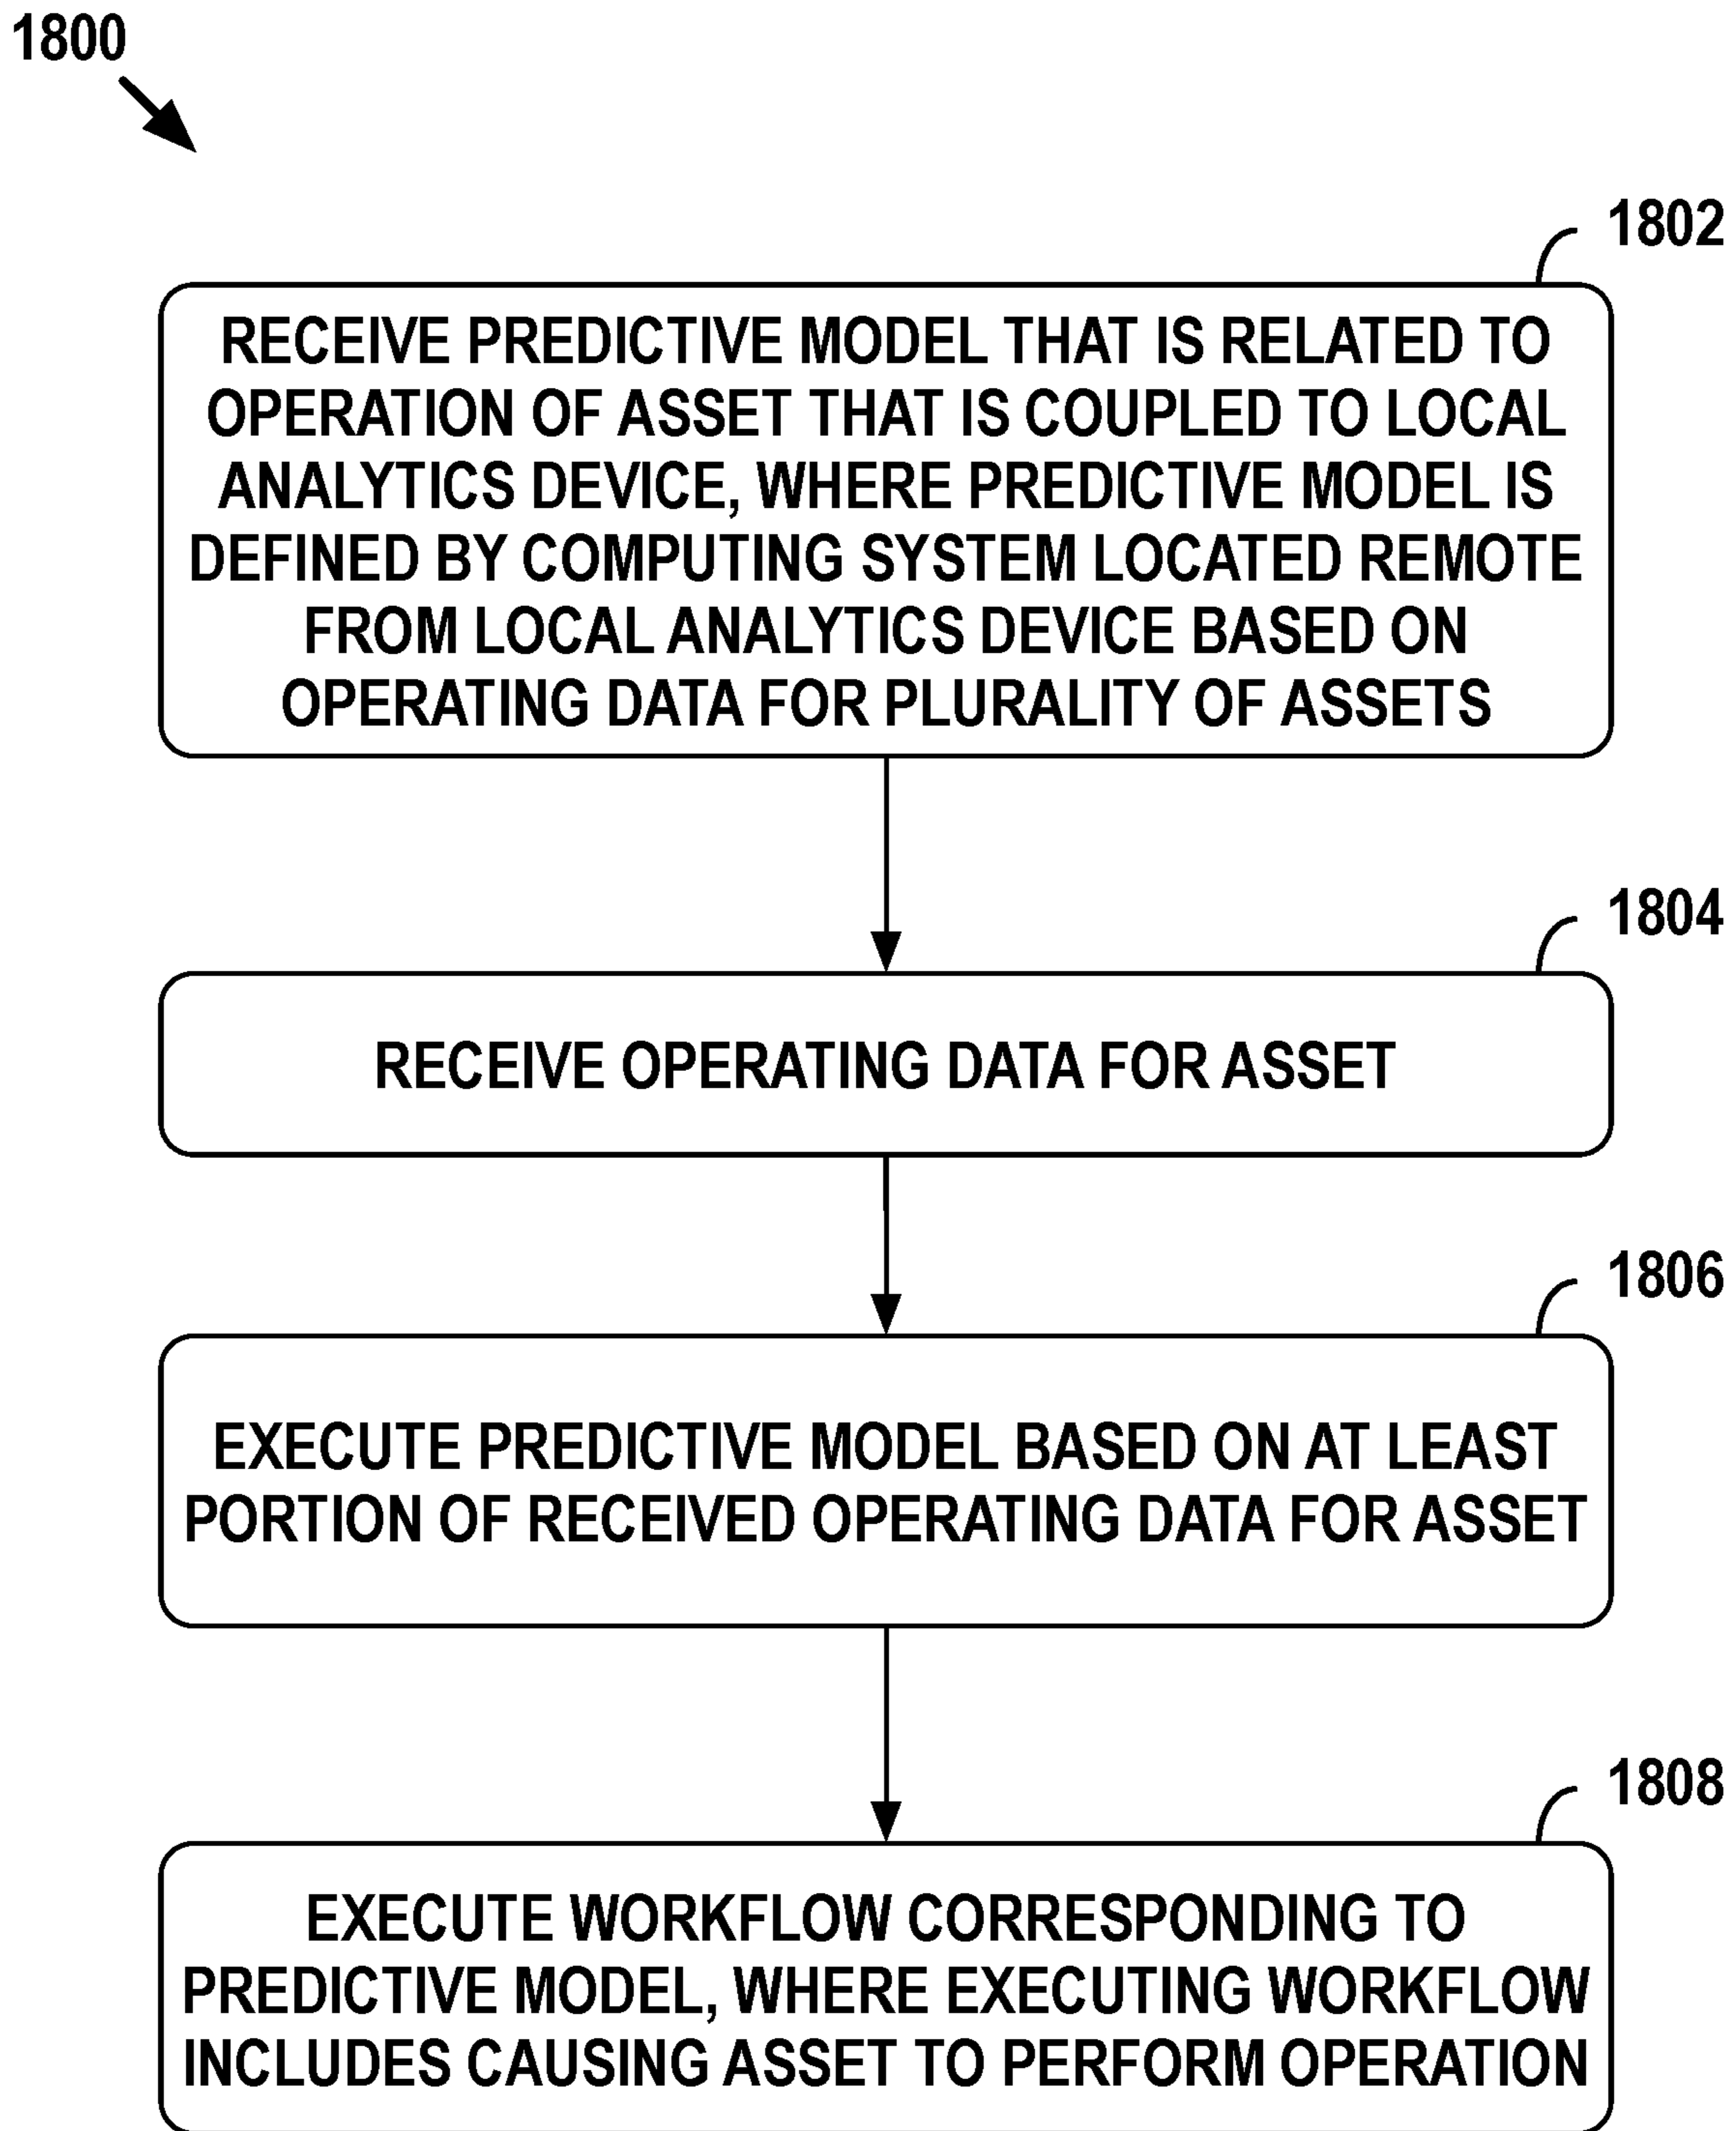 1800
1802
RECEIVE PREDICTIVE MODEL THAT IS RELATED TO
OPERATION OF ASSET THAT IS COUPLED TO LOCAL
ANALYTICS DEVICE, WHERE PREDICTIVE MODEL IS
DEFINED BY COMPUTING SYSTEM LOCATED REMOTE
FROM LOCAL ANALYTICS DEVICE BASED ON
OPERATING DATA FOR PLURALITY OF ASSETS
1804
RECEIVE OPERATING DATA FOR ASSET
1806
EXECUTE PREDICTIVE MODEL BASED ON AT LEAST
PORTION OF RECEIVED OPERATING DATA FOR ASSET
1808
EXECUTE WORKFLOW CORRESPONDING TO
PREDICTIVE MODEL, WHERE EXECUTING WORKFLOW
INCLUDES CAUSING ASSET TO PERFORM OPERATION